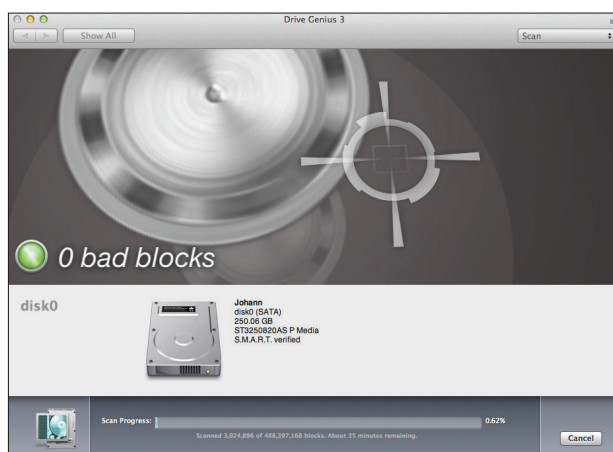 Drive Genius 3
Show All
Scan
0 bad blocks
disk0
Johann
disk0 (SATA)
250.06 GB
ST3250820AS P Media
S.M.A.R.T. verified
Scan Progress:
0.62%
Scanned 3,024,896 of 488,397,168 blocks. About 35 minutes remaining.
Cancel